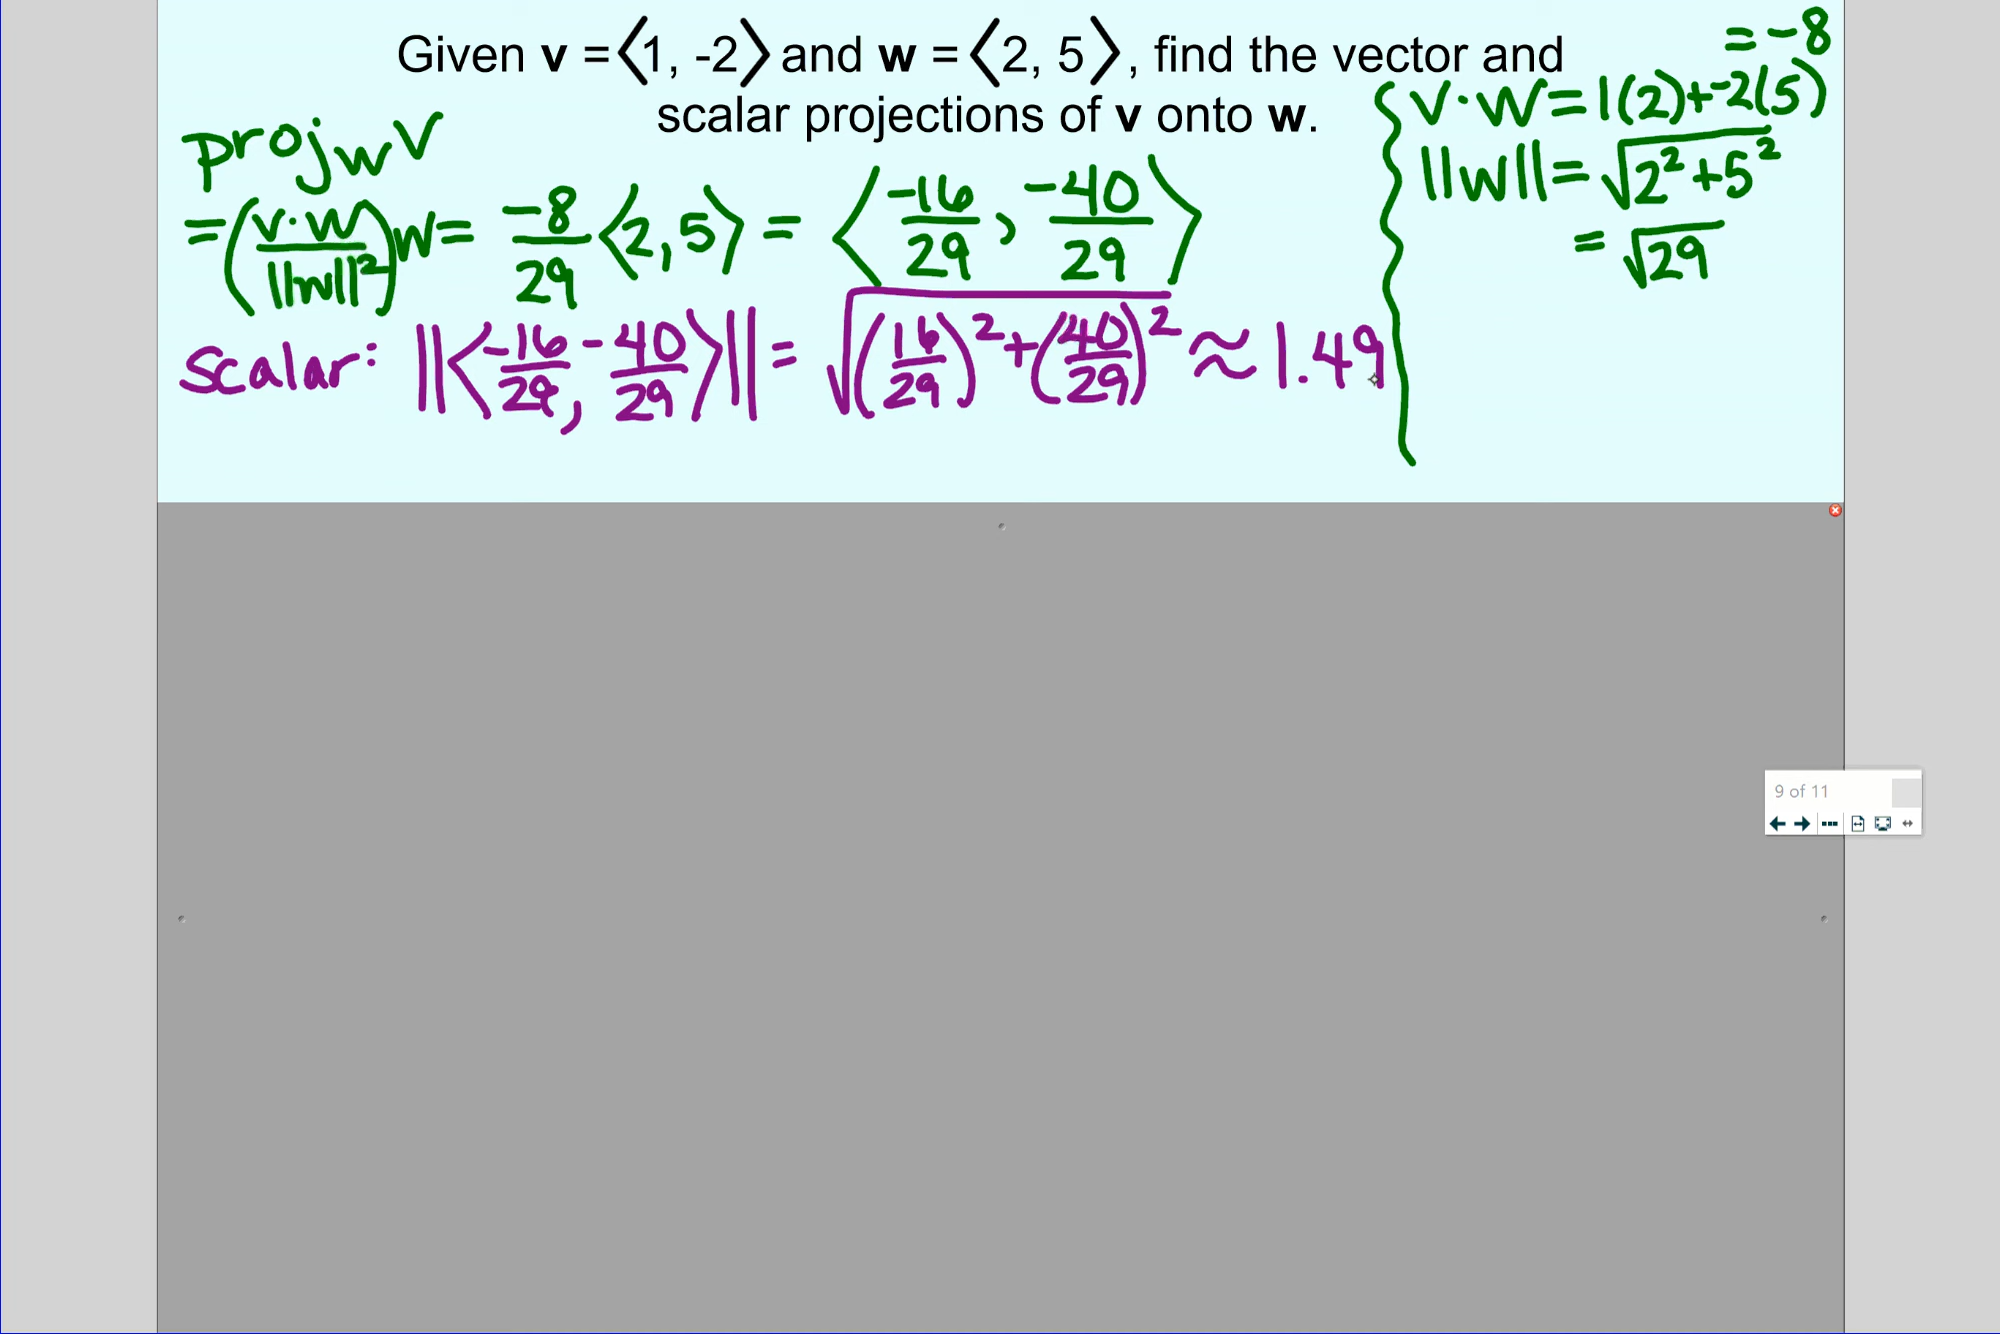 Given v = ⟨1, -2⟩ and w = ⟨2, 5⟩, find the vector and
scalar projections of v onto w.
= -8
v · w = 1(2) + -2(5)
||w|| = √(2² + 5²)
= √29
proj_w v
= (v · w / ||w||²) w = -8/29 ⟨2, 5⟩ = ⟨-16/29, -40/29⟩
scalar: ||⟨-16/29, -40/29⟩|| = √((16/29)² + (40/29)²) ≈ 1.49
9 of 11